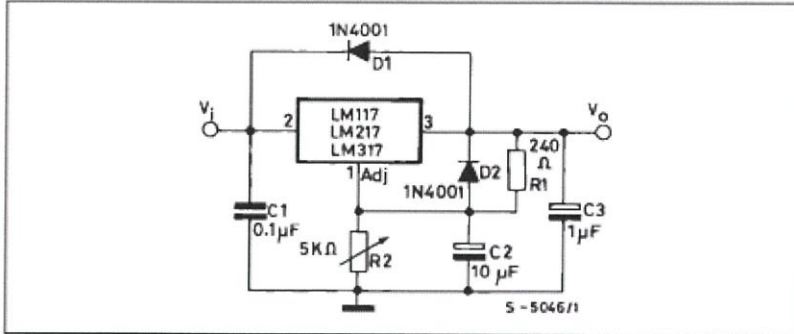 1N4001
D1
Vi
2
LM117
LM217
LM317
3
Vo
1
Adj
D2
1N4001
240
Ω
R1
C1
0.1µF
5KΩ
R2
C2
10 µF
C3
1µF
S - 5046/1